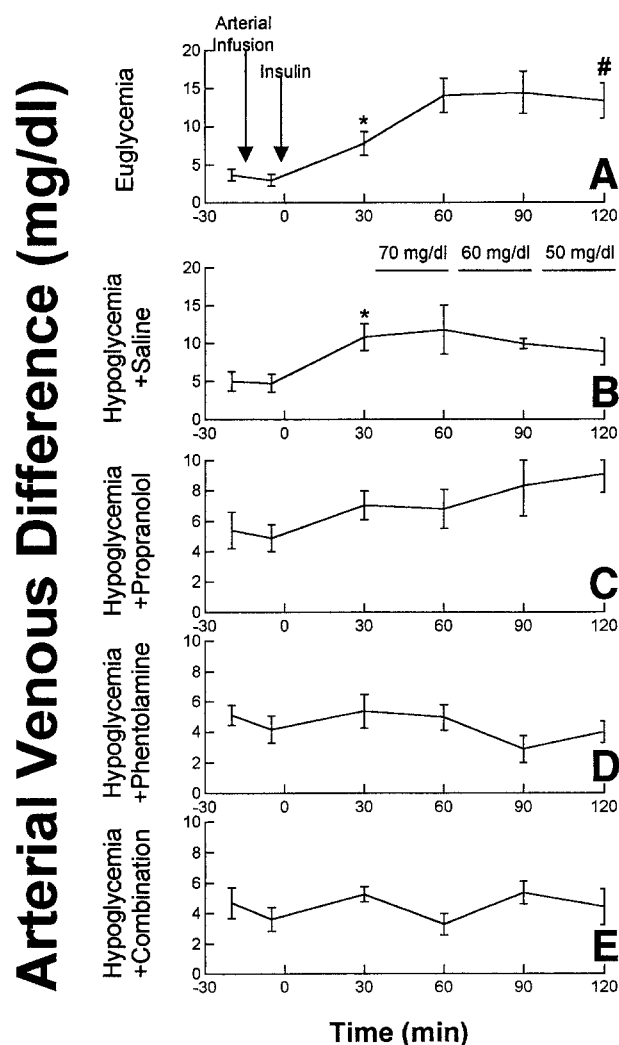 Arterial Venous Difference (mg/dl)
Arterial
Infusion
Insulin
Euglycemia
20
15
10
5
0
*
#
A
-30 0 30 60 90 120
70 mg/dl 60 mg/dl 50 mg/dl
Hypoglycemia
+Saline
20
15
10
5
0
*
B
-30 0 30 60 90 120
Hypoglycemia
+Propranolol
10
8
6
4
2
0
C
-30 0 30 60 90 120
Hypoglycemia
+Phentolamine
10
8
6
4
2
0
D
-30 0 30 60 90 120
Hypoglycemia
+Combination
10
8
6
4
2
0
E
-30 0 30 60 90 120
Time (min)